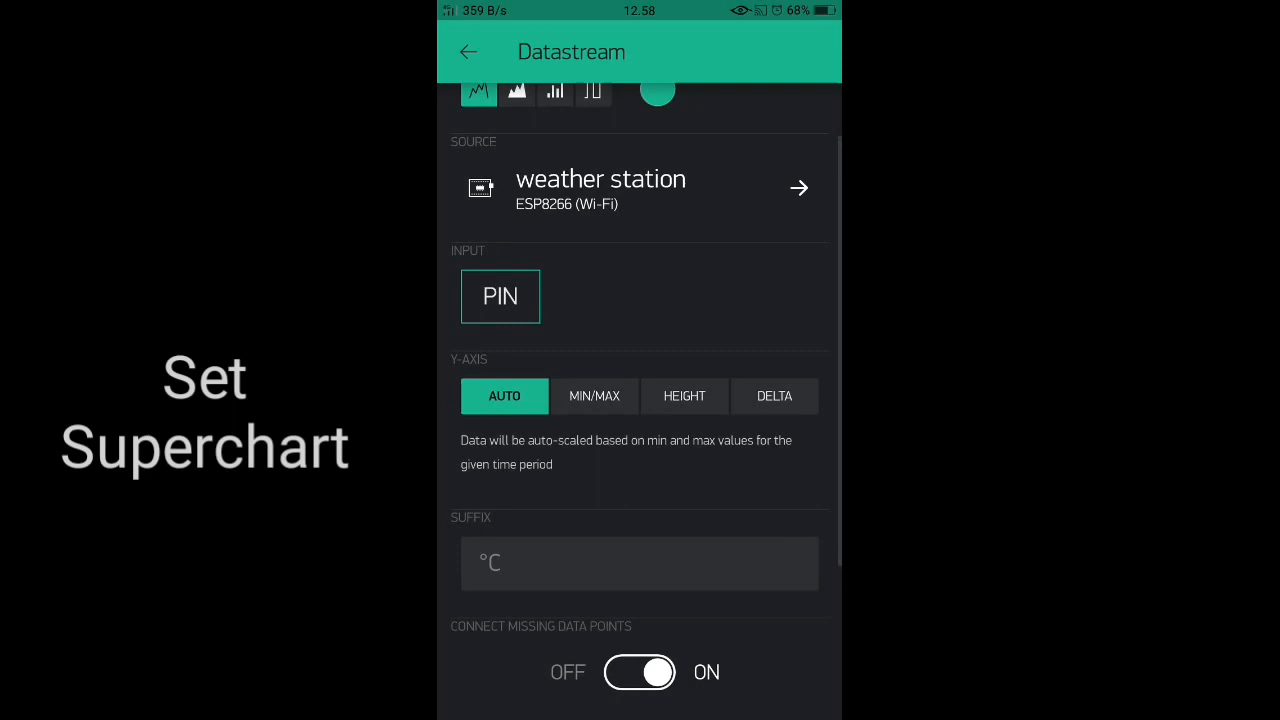 4G 359 B/s 12.58 68%
Datastream
SOURCE
weather station
ESP8266 (Wi-Fi)
INPUT
PIN
Y-AXIS
AUTO MIN/MAX HEIGHT DELTA
Data will be auto-scaled based on min and max values for the
given time period
SUFFIX
°C
CONNECT MISSING DATA POINTS
OFF ON
Set
Superchart